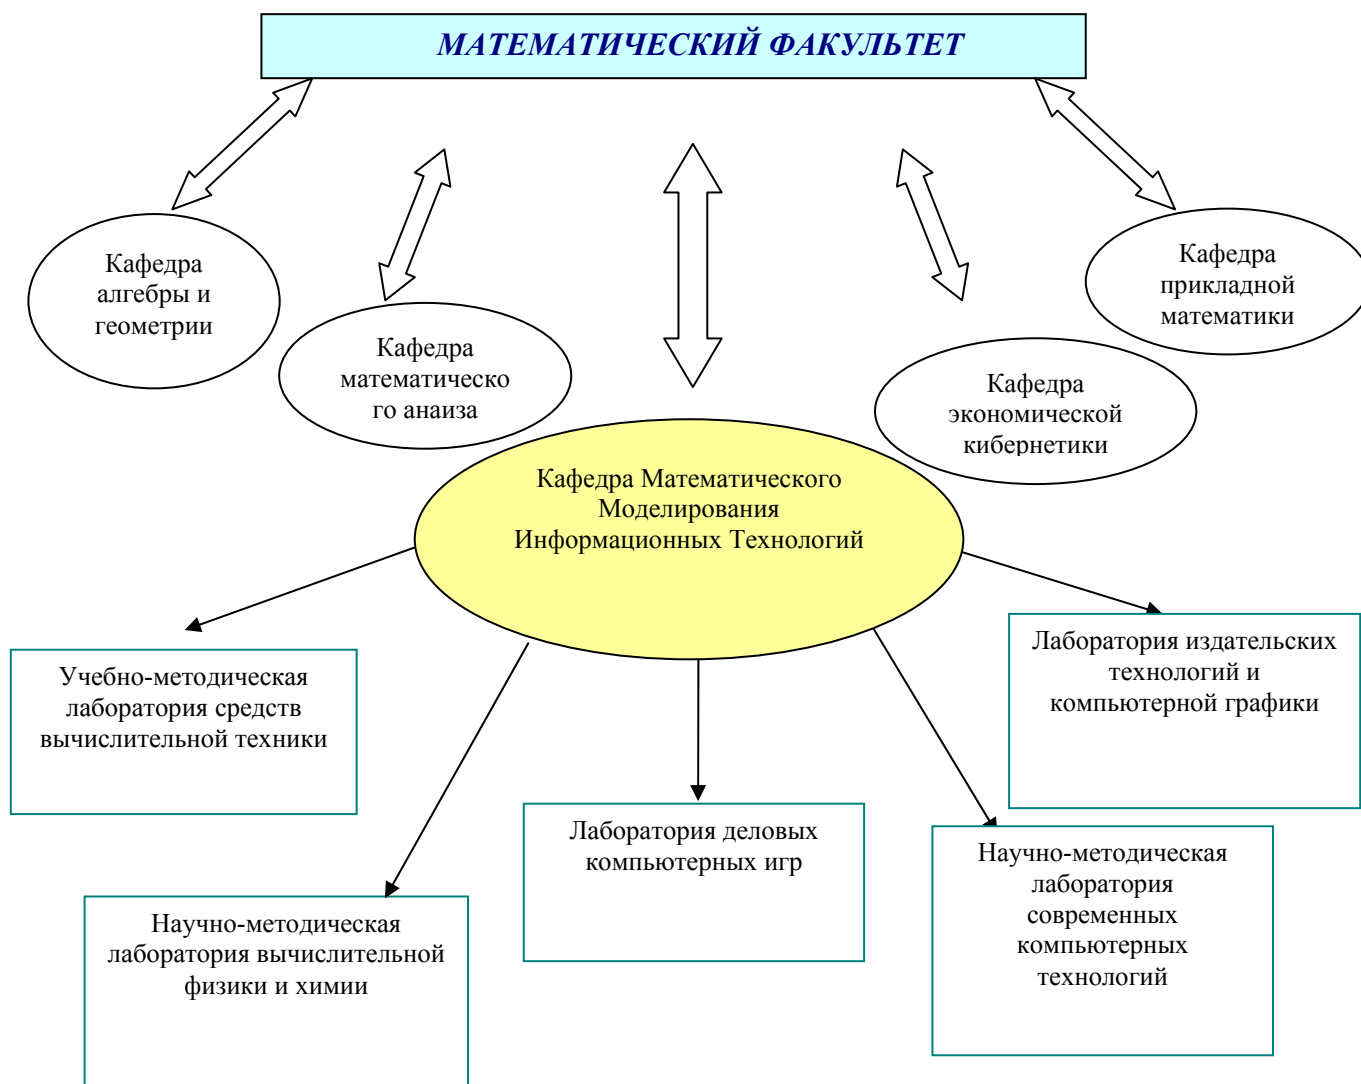 МАТЕМАТИЧЕСКИЙ ФАКУЛЬТЕТ
Кафедра
алгебры и
геометрии
Кафедра
математическо
го анаиза
Кафедра
экономической
кибернетики
Кафедра
прикладной
математики
Кафедра Математического
Моделирования
Информационных Технологий
Учебно-методическая
лаборатория средств
вычислительной техники
Научно-методическая
лаборатория вычислительной
физики и химии
Лаборатория деловых
компьютерных игр
Научно-методическая
лаборатория
современных
компьютерных
технологий
Лаборатория издательских
технологий и
компьютерной графики